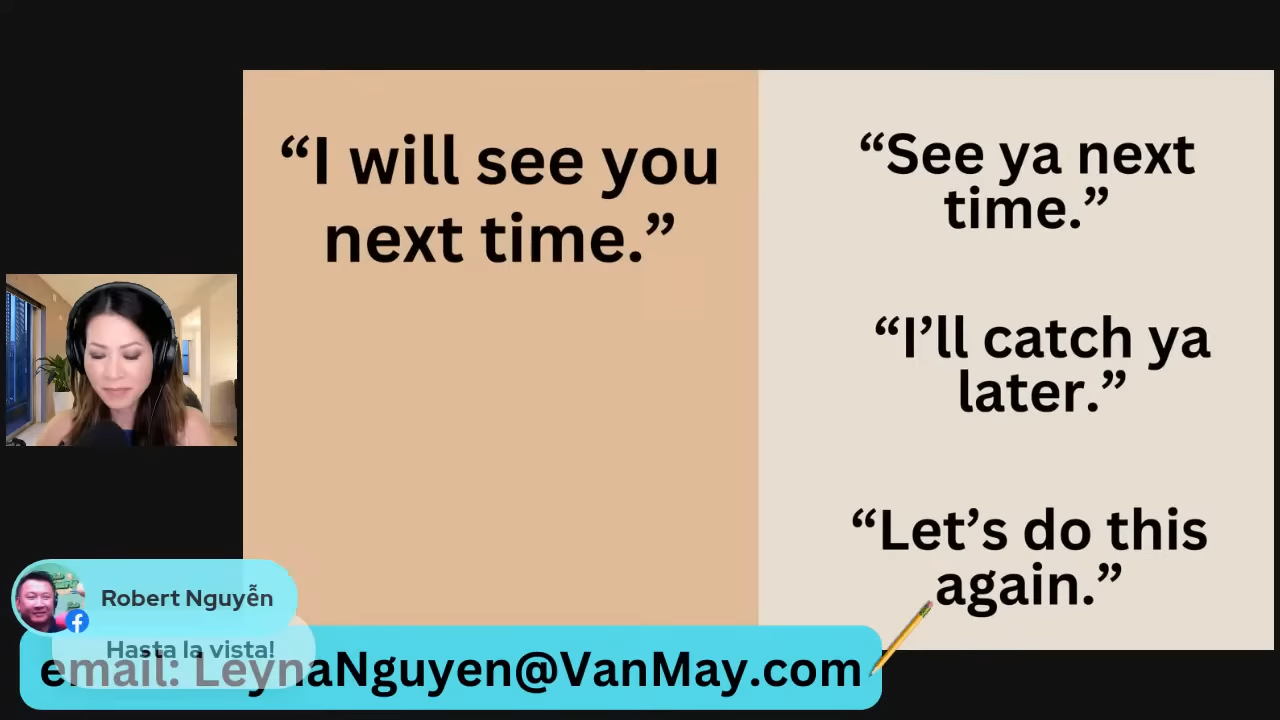 “I will see you
next time.”
“See ya next
time.”
“I’ll catch ya
later.”
“Let’s do this
again.”
Robert Nguyễn
Hasta la vista!
email: LeynaNguyen@VanMay.com